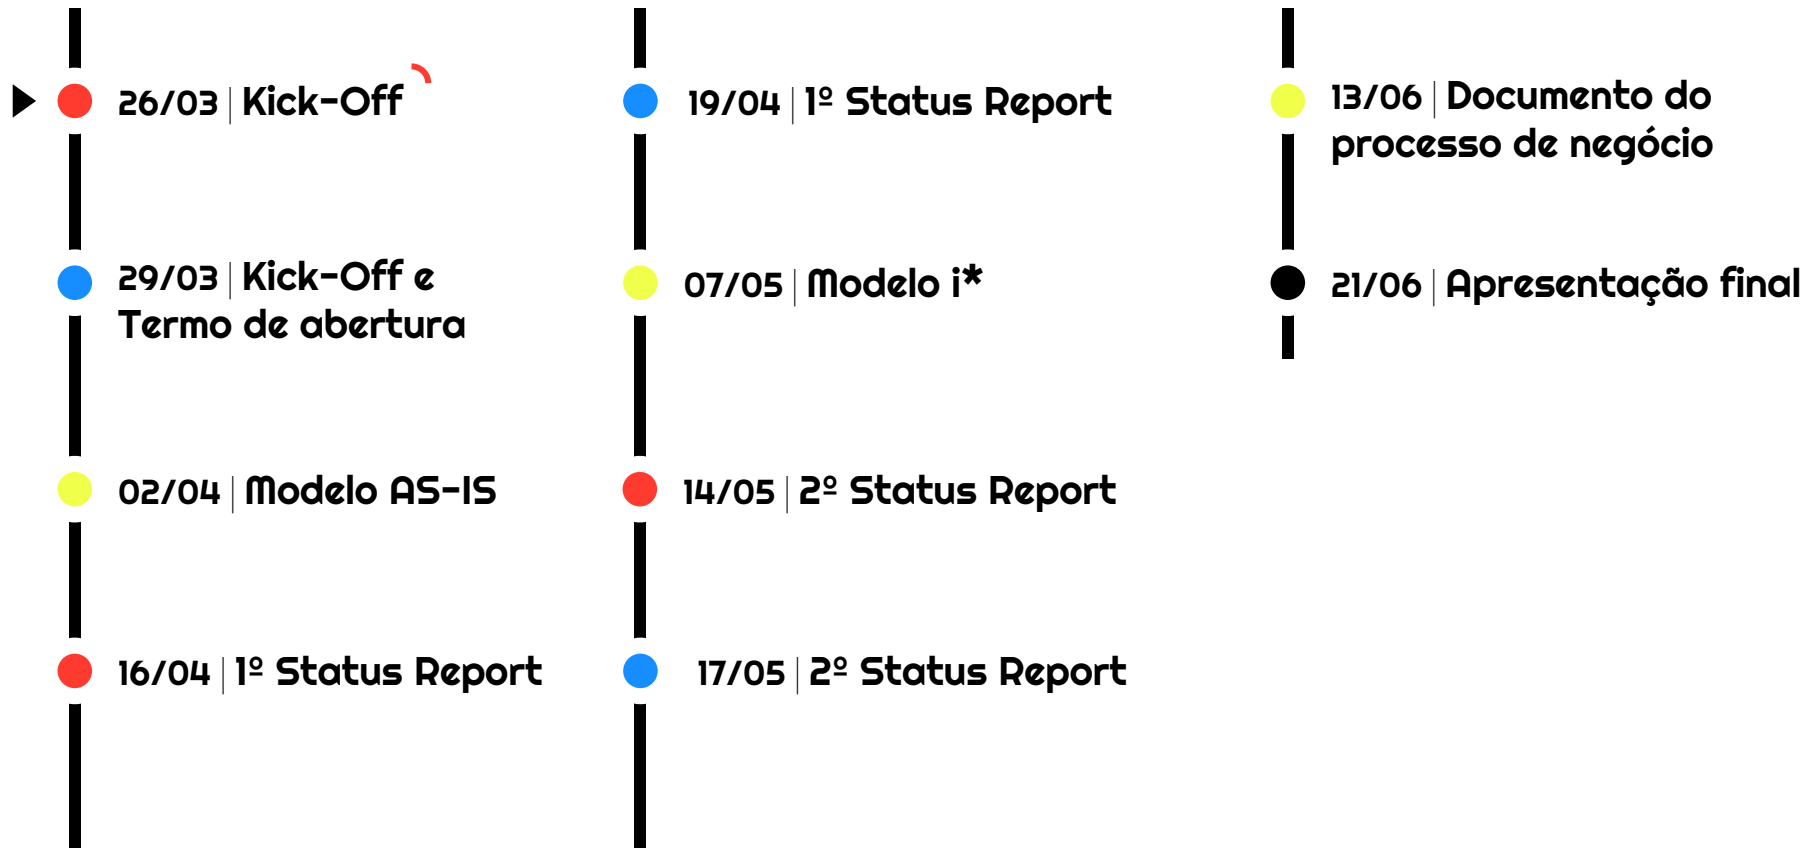 26/03 | Kick-Off
29/03 | Kick-Off e
Termo de abertura
02/04 | Modelo AS-IS
16/04 | 1º Status Report
19/04 | 1º Status Report
07/05 | Modelo i*
14/05 | 2º Status Report
17/05 | 2º Status Report
13/06 | Documento do
processo de negócio
21/06 | Apresentação final